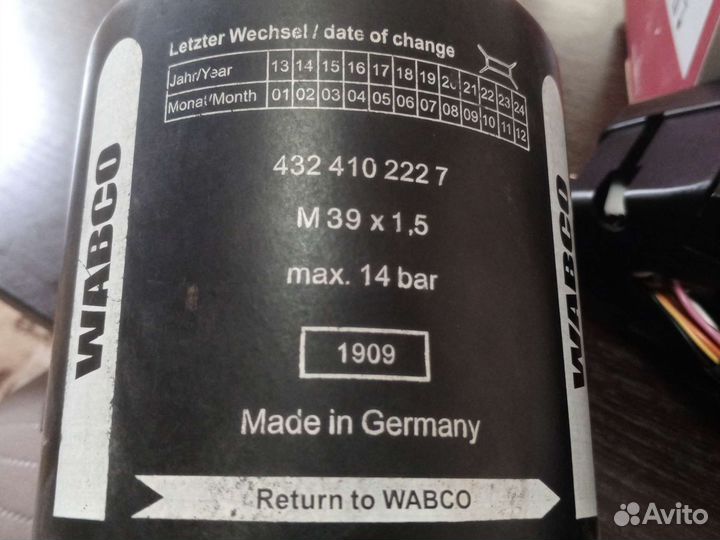 Letzter Wechsel / date of change
Jahr/Year 13 14 15 16 17 18 19 20 21 22 23 24
Monat/Month 01 02 03 04 05 06 07 08 09 10 11 12
432 410 222 7
M 39 x 1,5
max. 14 bar
1909
Made in Germany
Return to WABCO
WABCO
WABCO
Avito